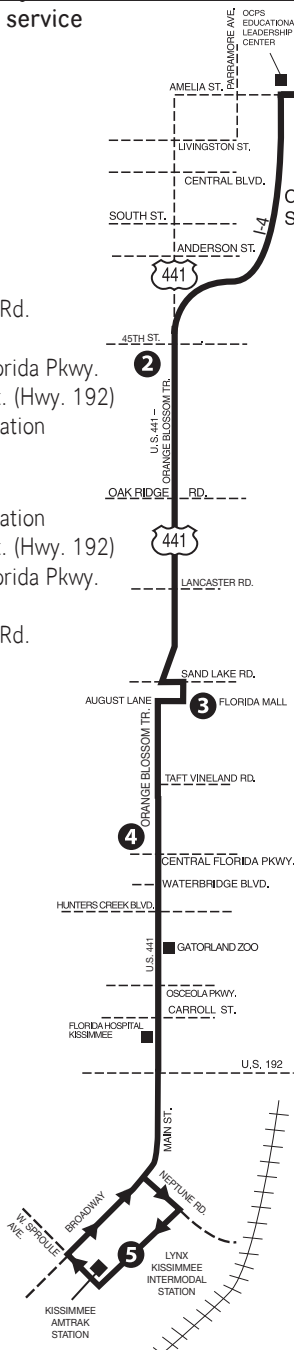 service
Rd.
orida Pkwy.
t. (Hwy. 192)
ation
ation
t. (Hwy. 192)
orida Pkwy.
Rd.
PARRAMORE AVE.
OCPS
EDUCATIONA
LEADERSHIP
CENTER
AMELIA ST.
LIVINGSTON ST.
CENTRAL BLVD.
SOUTH ST.
I-4
ANDERSON ST.
441
45TH ST.
2
U.S. 441 –
ORANGE BLOSSOM TR.
OAK RIDGE RD.
441
LANCASTER RD.
SAND LAKE RD.
AUGUST LANE
3 FLORIDA MALL
ORANGE BLOSSOM TR.
TAFT VINELAND RD.
4
CENTRAL FLORIDA PKWY.
WATERBRIDGE BLVD.
HUNTERS CREEK BLVD.
U.S. 441
GATORLAND ZOO
OSCEOLA PKWY.
CARROLL ST.
FLORIDA HOSPITAL
KISSIMMEE
U.S. 192
MAIN ST.
BROADWAY
NEPTUNE RD.
W. SPROULE
AVE.
5
LYNX
KISSIMMEE
INTERMODAL
STATION
KISSIMMEE
AMTRAK
STATION